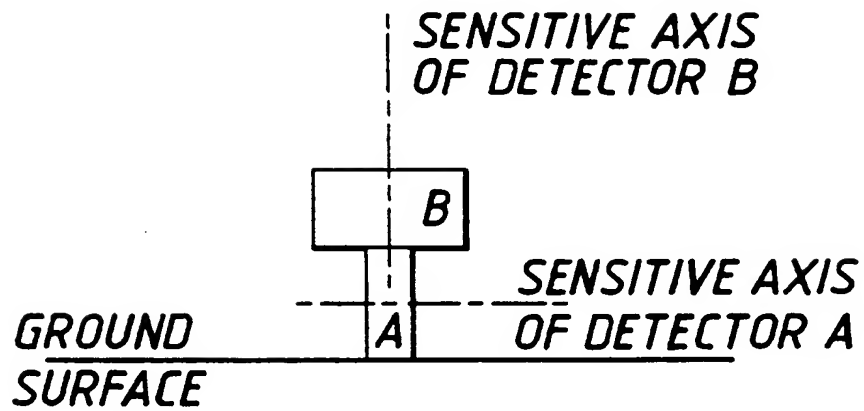 SENSITIVE AXIS
OF DETECTOR B
B
SENSITIVE AXIS
OF DETECTOR A
A
GROUND
SURFACE